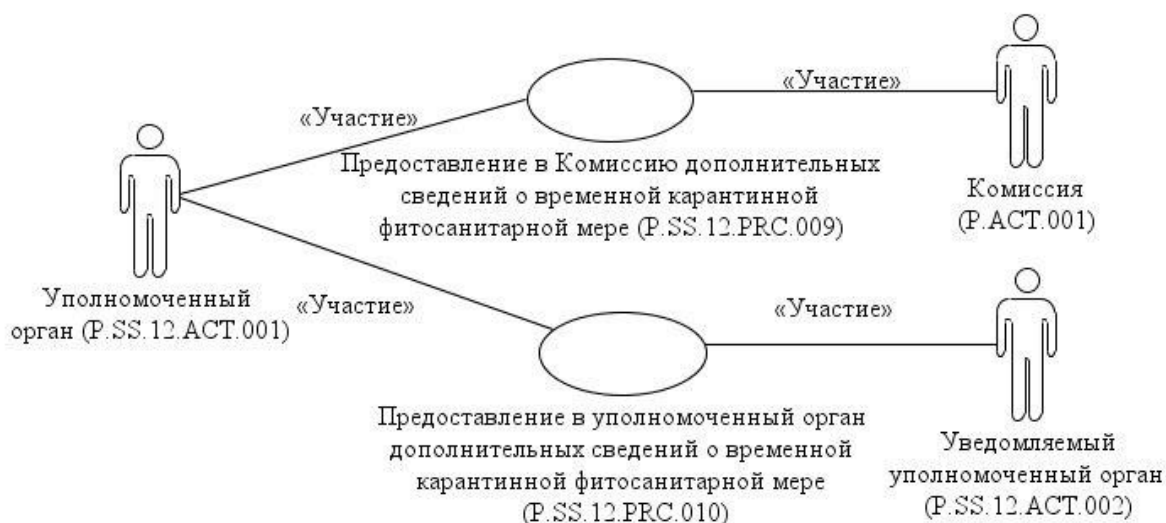 «Участие»
«Участие»
Предоставление в Комиссию дополнительных
сведений о временной карантинной
фитосанитарной мере (P.SS.12.PRC.009)
Комиссия
(P.ACT.001)
Уполномоченный
орган (P.SS.12.ACT.001)
«Участие»
«Участие»
Предоставление в уполномоченный орган
дополнительных сведений о временной
карантинной фитосанитарной мере
(P.SS.12.PRC.010)
Уведомляемый
уполномоченный орган
(P.SS.12.ACT.002)